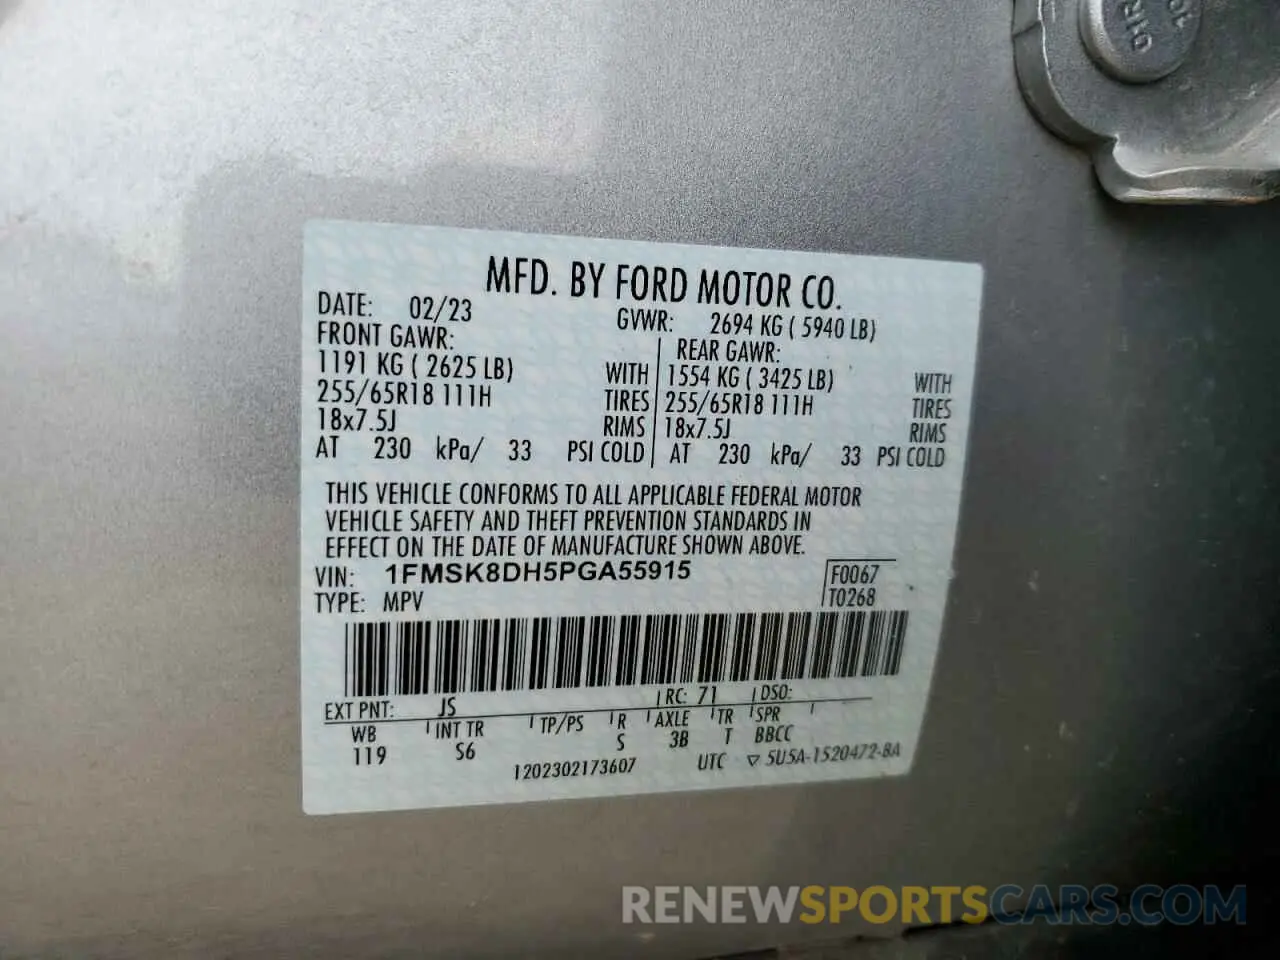 MFD. BY FORD MOTOR CO.
DATE: 02/23 GVWR: 2694 KG ( 5940 LB)
FRONT GAWR: REAR GAWR:
1191 KG ( 2625 LB) WITH 1554 KG ( 3425 LB) WITH
255/65R18 111H TIRES 255/65R18 111H TIRES
18x7.5J RIMS 18x7.5J RIMS
AT 230 kPa/ 33 PSI COLD AT 230 kPa/ 33 PSI COLD
THIS VEHICLE CONFORMS TO ALL APPLICABLE FEDERAL MOTOR
VEHICLE SAFETY AND THEFT PREVENTION STANDARDS IN
EFFECT ON THE DATE OF MANUFACTURE SHOWN ABOVE.
VIN: 1FMSK8DH5PGA55915 F0067
TYPE: MPV T0268
EXT PNT: JS RC: 71 DSO:
WB INT TR TP/PS R AXLE TR SPR
119 S6 S 3B T BBCC
1202302173607 UTC ▽ 5U5A-1520472-BA
RENEWSPORTSCARS.COM